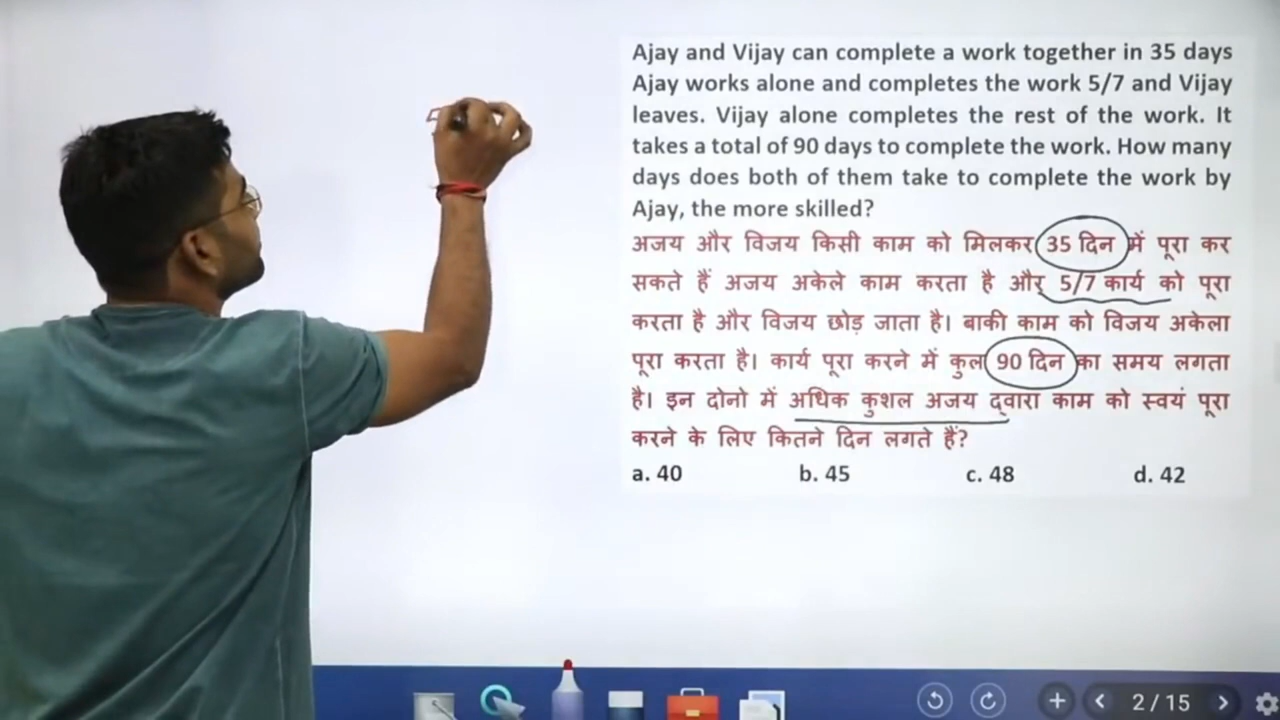 Ajay and Vijay can complete a work together in 35 days
Ajay works alone and completes the work 5/7 and Vijay
leaves. Vijay alone completes the rest of the work. It
takes a total of 90 days to complete the work. How many
days does both of them take to complete the work by
Ajay, the more skilled?
अजय और विजय किसी काम को मिलकर 35 दिन में पूरा कर
सकते हैं अजय अकेले काम करता है और 5/7 कार्य को पूरा
करता है और विजय छोड़ जाता है। बाकी काम को विजय अकेला
पूरा करता है। कार्य पूरा करने में कुल 90 दिन का समय लगता
है। इन दोनो में अधिक कुशल अजय द्वारा काम को स्वयं पूरा
करने के लिए कितने दिन लगते हैं?
a. 40 b. 45 c. 48 d. 42
2 / 15